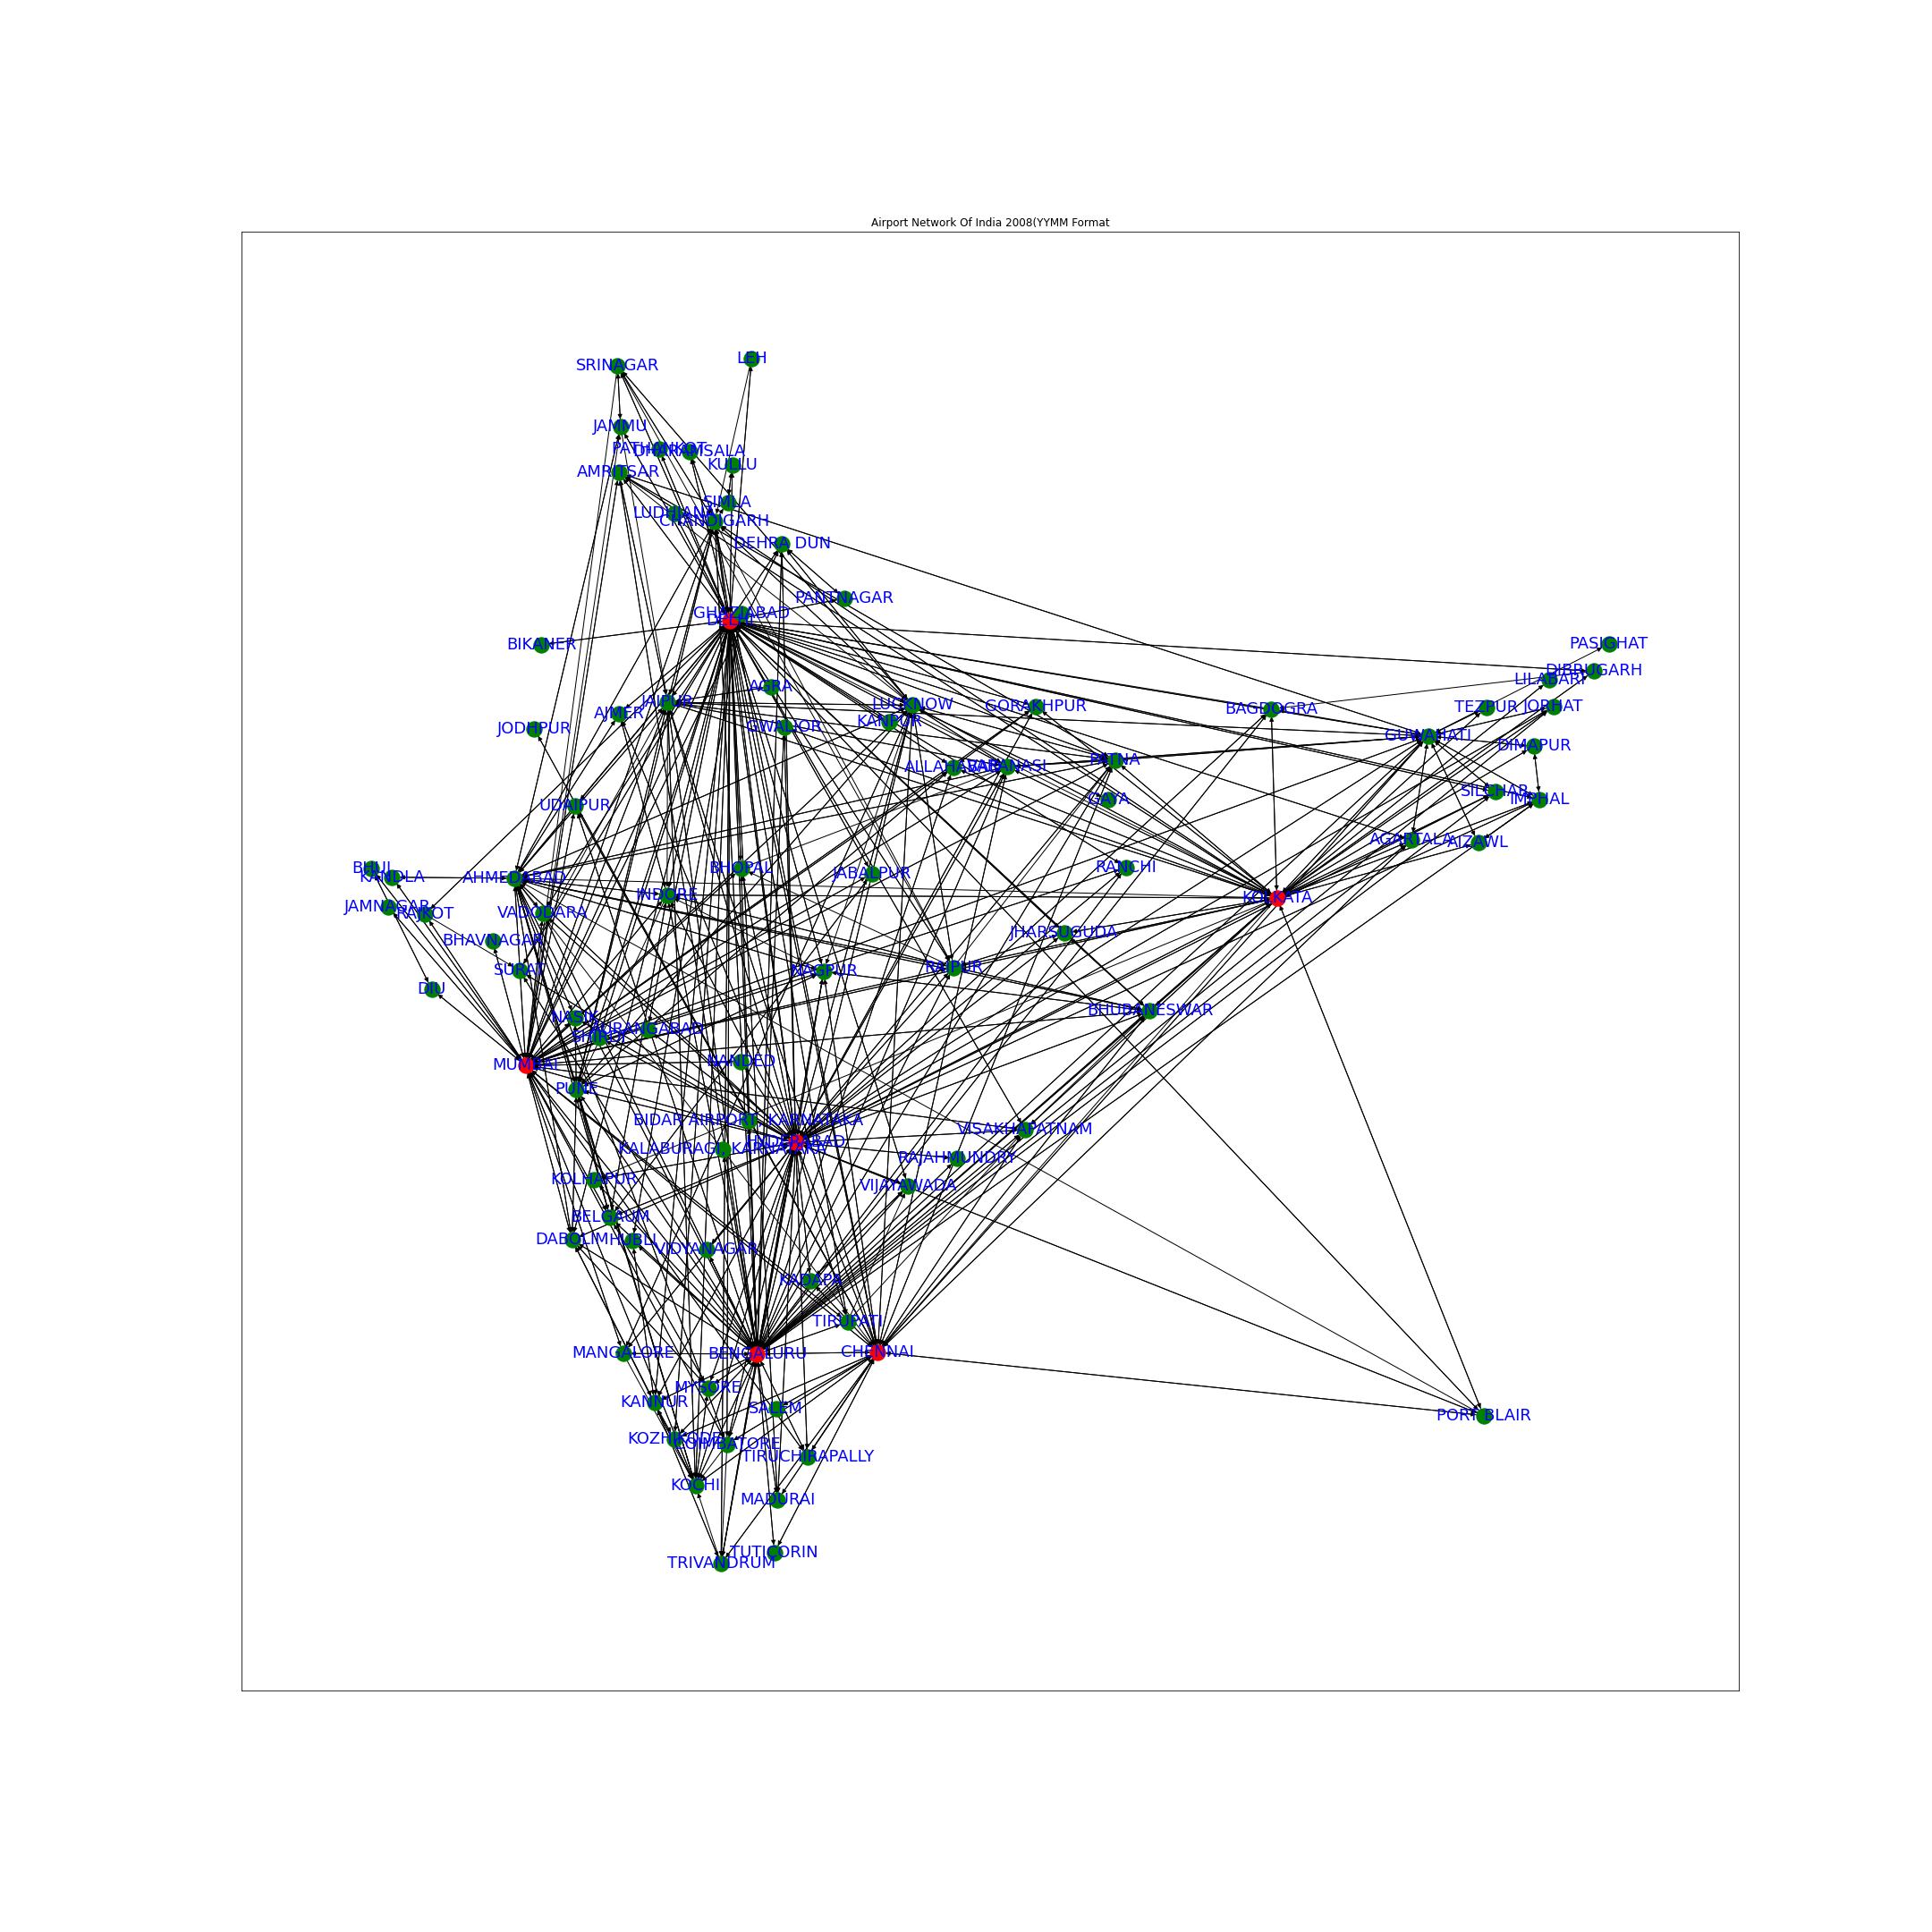 Airport Network Of India 2008(YYMM Format
LEH
SRINAGAR
JAMMU
PATHANKOT
DHARAMSALA
KULLU
AMRITSAR
SIMLA
LUDHIANA
CHANDIGARH
DEHRA DUN
PANTNAGAR
GHAZIABAD
DELHI
BIKANER
PASIGHAT
DIBRUGARH
LILABARI
AGRA
JAIPUR
LUCKNOW
GORAKHPUR
BAGDOGRA
TEZPUR
JORHAT
AJMER
KANPUR
JODHPUR
GWALIOR
GUWAHATI
DIMAPUR
ALLAHABAD
VARANASI
PATNA
GAYA
SILCHAR
IMPHAL
UDAIPUR
AGARTALA
AIZAWL
BHUJ
KANDLA
AHMEDABAD
BHOPAL
JABALPUR
RANCHI
INDORE
KOLKATA
JAMNAGAR
RAJKOT
VADODARA
JHARSUGUDA
BHAVNAGAR
SURAT
NAGPUR
RAIPUR
DIU
BHUBANESWAR
NASIK
AURANGABAD
MUMBAI
NANDED
PUNE
BIDAR AIRPORT, KARNATAKA
VISAKHAPATNAM
HYDERABAD
KALABURAGI, KARNATAKA
RAJAHMUNDRY
KOLHAPUR
VIJAYAWADA
BELGAUM
DABOLIM
HUBLI
VIDYANAGAR
KADAPA
TIRUPATI
MANGALORE
BENGALURU
CHENNAI
MYSORE
KANNUR
SALEM
PORT BLAIR
KOZHIKODE
COIMBATORE
TIRUCHIRAPALLY
KOCHI
MADURAI
TUTICORIN
TRIVANDRUM